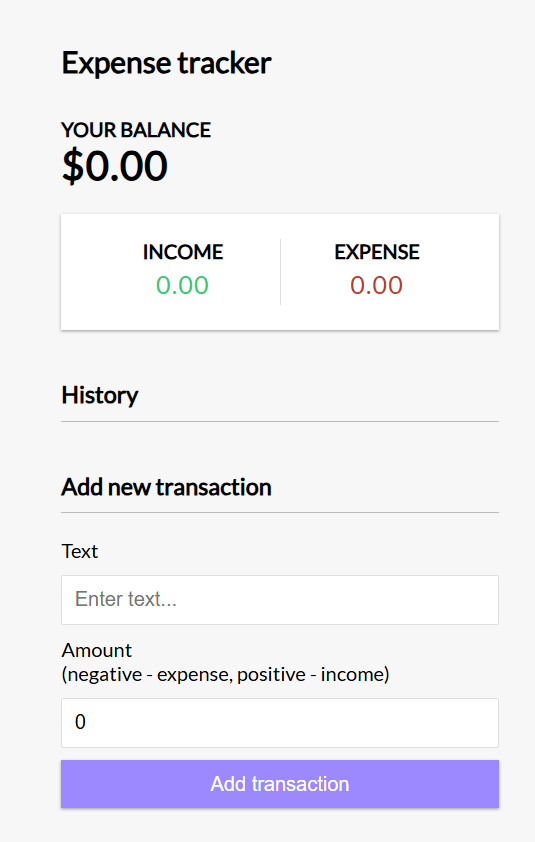 Expense tracker
YOUR BALANCE
$0.00
INCOME
EXPENSE
0.00
0.00
History
Add new transaction
Text
Enter text...
Amount
(negative - expense, positive - income)
0
Add transaction